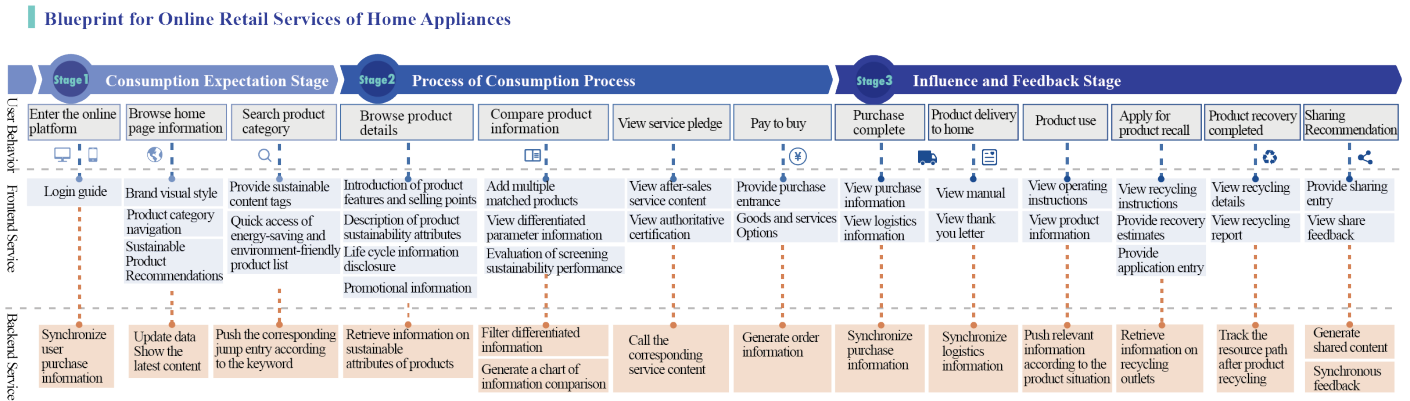 Blueprint for Online Retail Services of Home Appliances
Stage1
Consumption Expectation Stage
Stage2
Process of Consumption Process
Stage3
Influence and Feedback Stage
User Behavior
Enter the online
platform
Browse home
page information
Search product
category
Browse product
details
Compare product
information
View service pledge
Pay to buy
Purchase
complete
Product delivery
to home
Product use
Apply for
product recall
Product recovery
completed
Sharing
Recommendation
Frontend Service
Login guide
Brand visual style
Product category
navigation
Sustainable
Product
Recommendations
Provide sustainable
content tags
Quick access of
energy-saving and
environment-friendly
product list
Introduction of product
features and selling points
Description of product
sustainability attributes
Life cycle information
disclosure
Promotional information
Add multiple
matched products
View differentiated
parameter information
Evaluation of screening
sustainability performance
View after-sales
service content
View authoritative
certification
Provide purchase
entrance
Goods and services
Options
View purchase
information
View logistics
information
View manual
View thank
you letter
View operating
instructions
View product
information
View recycling
instructions
Provide recovery
estimates
Provide
application entry
View recycling
details
View recycling
report
Provide sharing
entry
View share
feedback
Backend Service
Synchronize
user
purchase
information
Update data
Show the
latest content
Push the corresponding
jump entry according
to the keyword
Retrieve information on
sustainable
attributes of products
Filter differentiated
information
Generate a chart of
information comparison
Call the
corresponding
service content
Generate order
information
Synchronize
purchase
information
Synchronize
logistics
information
Push relevant
information
according to the
product situation
Retrieve
information on
recycling
outlets
Track the
resource path
after product
recycling
Generate
shared content
Synchronous
feedback